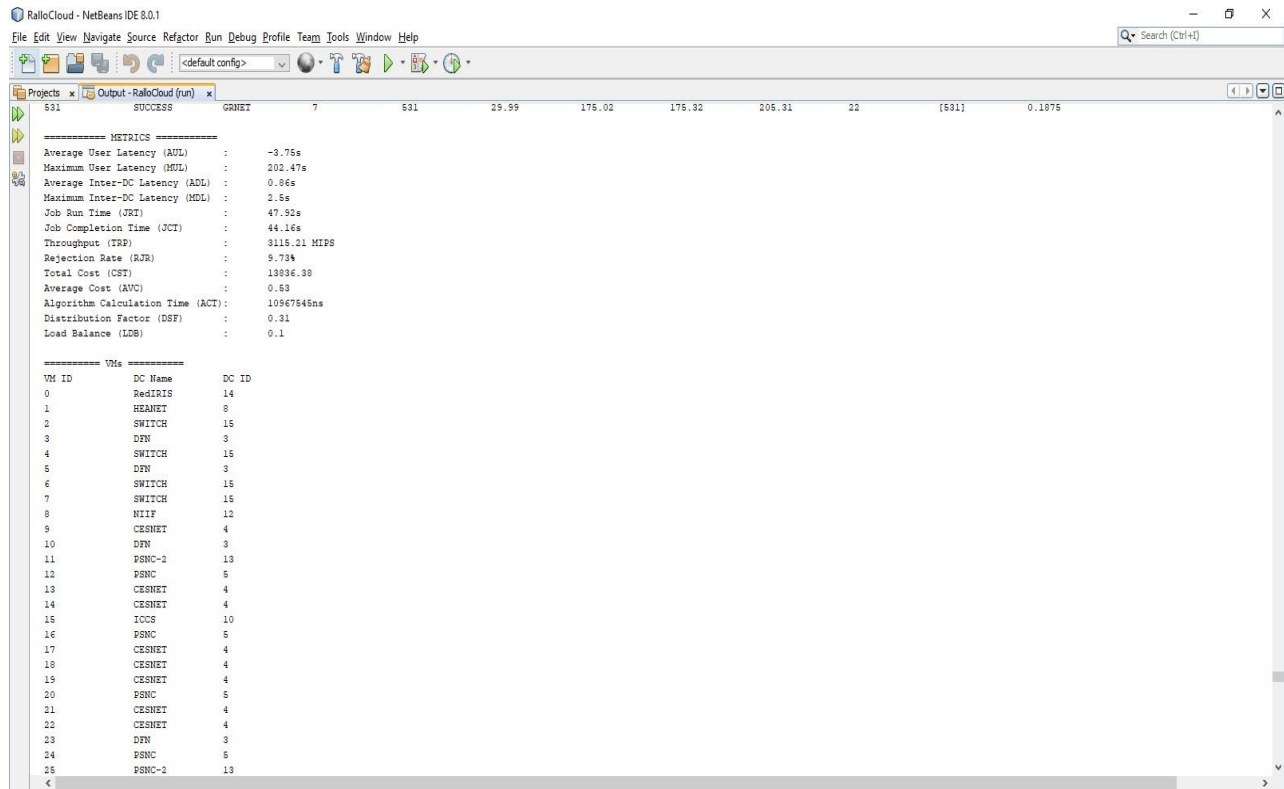 RalloCloud - NetBeans IDE 8.0.1
File Edit View Navigate Source Refactor Run Debug Profile Team Tools Window Help
Search (Ctrl+I)
<default config>
Projects x Output - RalloCloud (run) x
531 SUCCESS GRNET 7 531 29.99 175.02 175.32 205.31 22 [531] 0.1875
=========== METRICS ===========
Average User Latency (AUL) : -3.75s
Maximum User Latency (MUL) : 202.47s
Average Inter-DC Latency (ADL) : 0.86s
Maximum Inter-DC Latency (MDL) : 2.5s
Job Run Time (JRT) : 47.92s
Job Completion Time (JCT) : 44.16s
Throughput (TRP) : 3115.21 MIPS
Rejection Rate (RJR) : 9.73%
Total Cost (CST) : 13836.38
Average Cost (AVC) : 0.53
Algorithm Calculation Time (ACT): 10967545ns
Distribution Factor (DSF) : 0.31
Load Balance (LDB) : 0.1
========== VMs ==========
VM ID DC Name DC ID
0 RedIRIS 14
1 HEANET 8
2 SWITCH 15
3 DFN 3
4 SWITCH 15
5 DFN 3
6 SWITCH 15
7 SWITCH 15
8 NIIF 12
9 CESNET 4
10 DFN 3
11 PSNC-2 13
12 PSNC 5
13 CESNET 4
14 CESNET 4
15 ICCS 10
16 PSNC 5
17 CESNET 4
18 CESNET 4
19 CESNET 4
20 PSNC 5
21 CESNET 4
22 CESNET 4
23 DFN 3
24 PSNC 5
25 PSNC-2 13